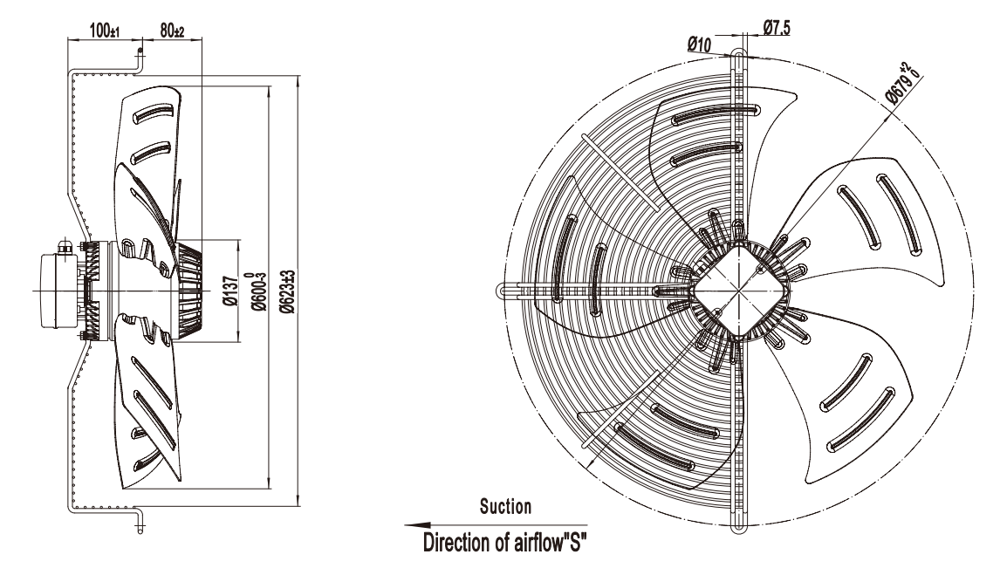 100±1
80±2
Ø7.5
Ø10
Ø679 +2 0
Ø137
Ø600 0 -3
Ø623±3
Suction
Direction of airflow"S"